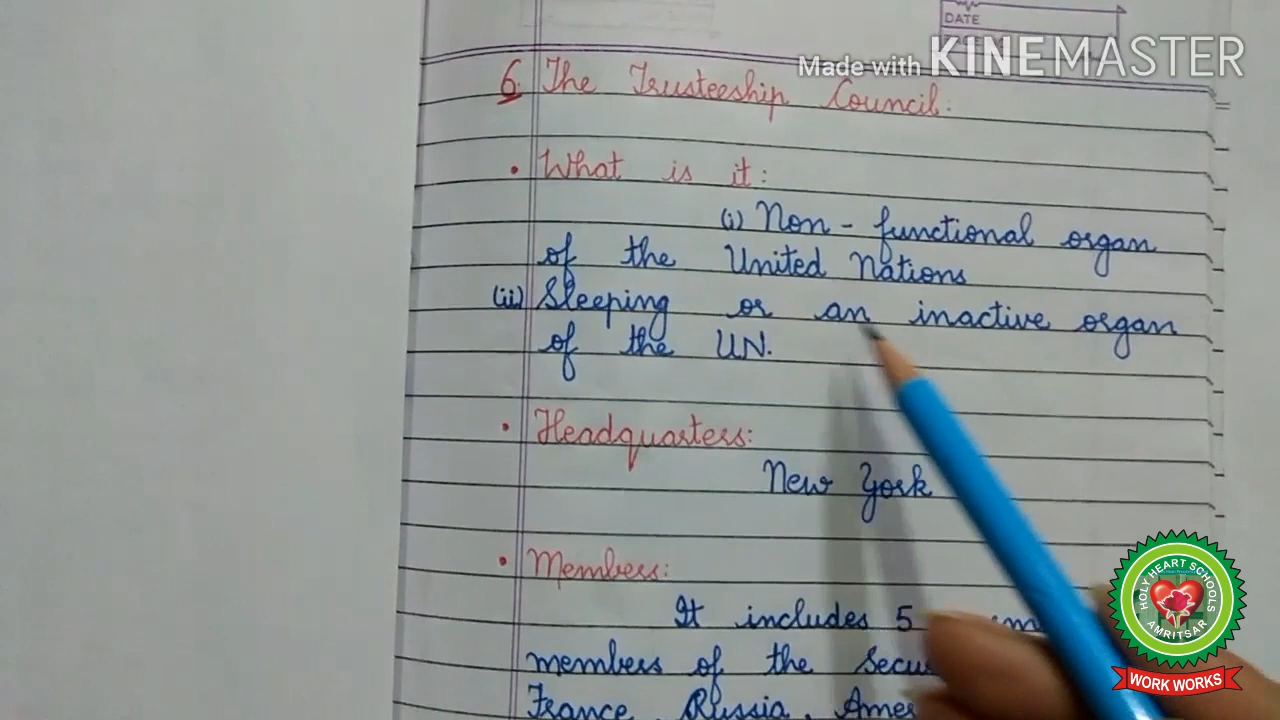 DATE
Made with KINEMASTER
6. The Trusteeship Council:
• What is it:
(i) Non-functional organ
of the United Nations
(ii) Sleeping or an inactive organ
of the UN.
• Headquarters:
New York
• Members:
It includes 5
members of the
France, Russia,
HOLY HEART SCHOOLS
AMRITSAR
WORK WORKS